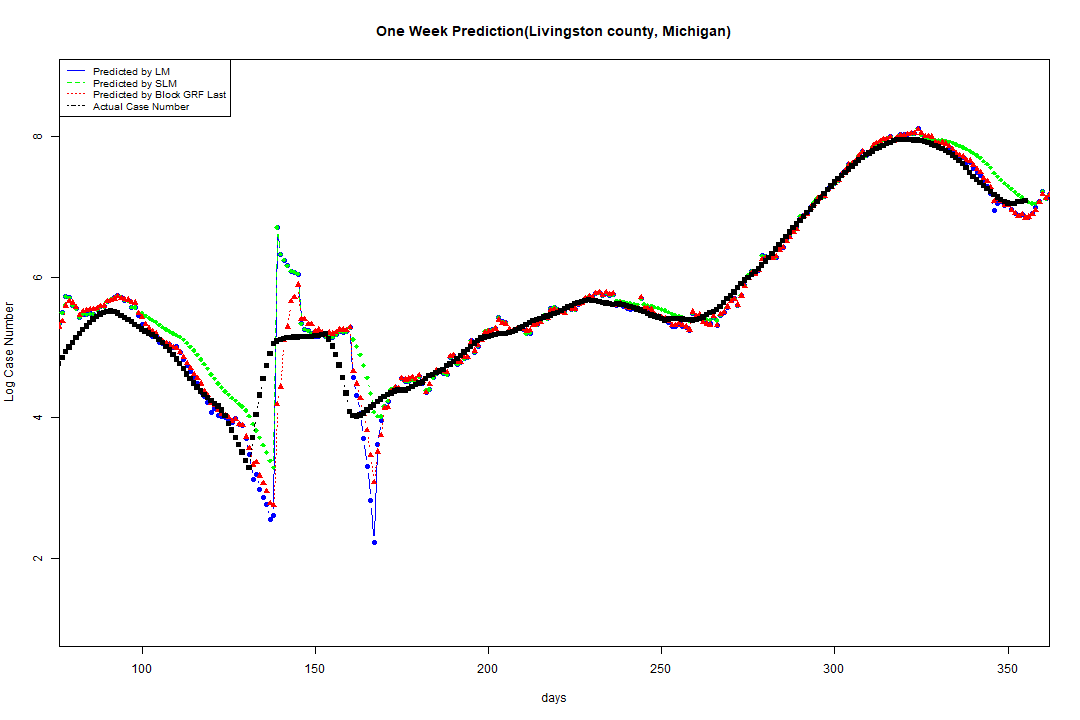 One Week Prediction(Livingston county, Michigan)
Predicted by LM
Predicted by SLM
Predicted by Block GRF Last
Actual Case Number
8
6
4
2
Log Case Number
100 150 200 250 300 350
days